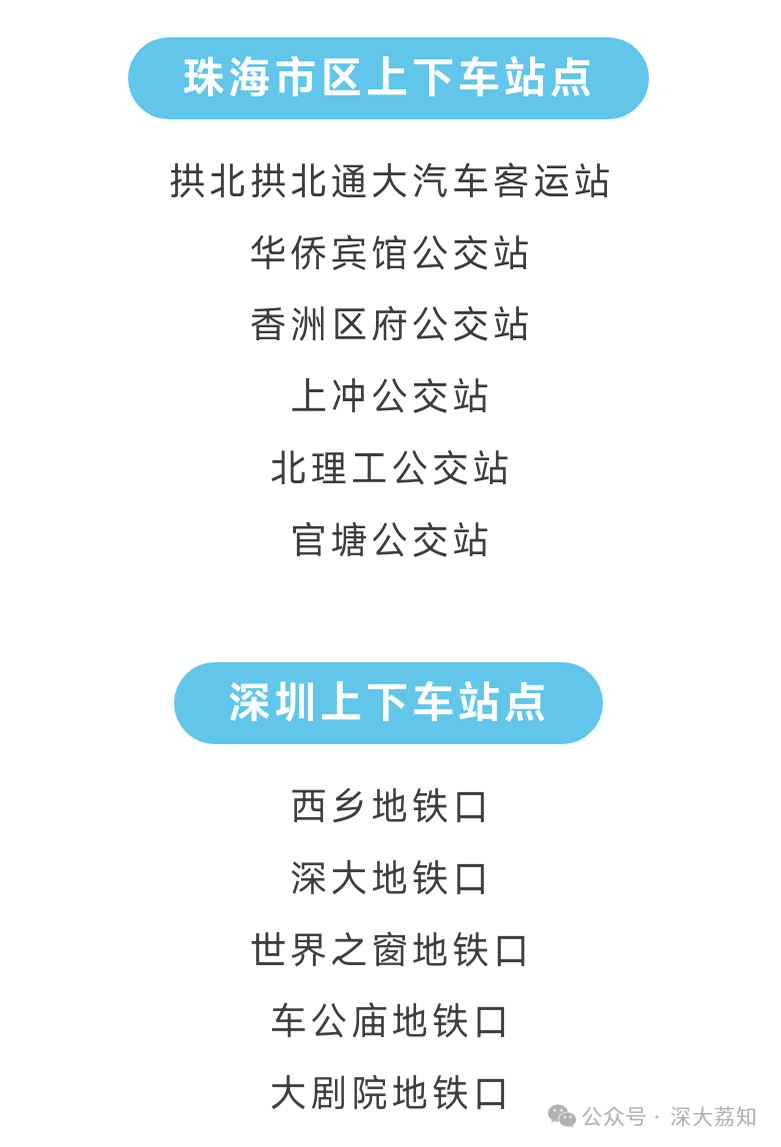 珠海市区上下车站点
拱北拱北通大汽车客运站
华侨宾馆公交站
香洲区府公交站
上冲公交站
北理工公交站
官塘公交站
深圳上下车站点
西乡地铁口
深大地铁口
世界之窗地铁口
车公庙地铁口
大剧院地铁口
公众号 · 深大荔知